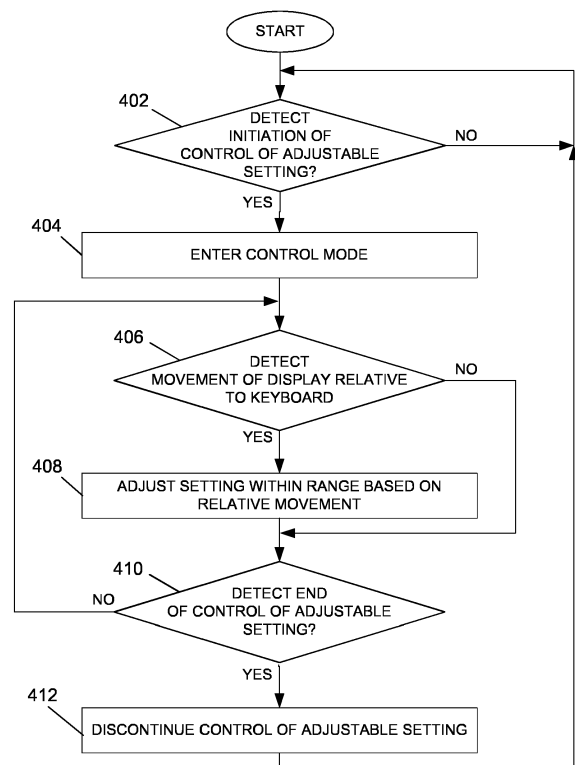 START
402
DETECT
INITIATION OF
CONTROL OF ADJUSTABLE
SETTING?
NO
YES
404
ENTER CONTROL MODE
406
DETECT
MOVEMENT OF DISPLAY RELATIVE
TO KEYBOARD
NO
YES
408
ADJUST SETTING WITHIN RANGE BASED ON
RELATIVE MOVEMENT
410
DETECT END
OF CONTROL OF ADJUSTABLE
SETTING?
NO
YES
412
DISCONTINUE CONTROL OF ADJUSTABLE SETTING